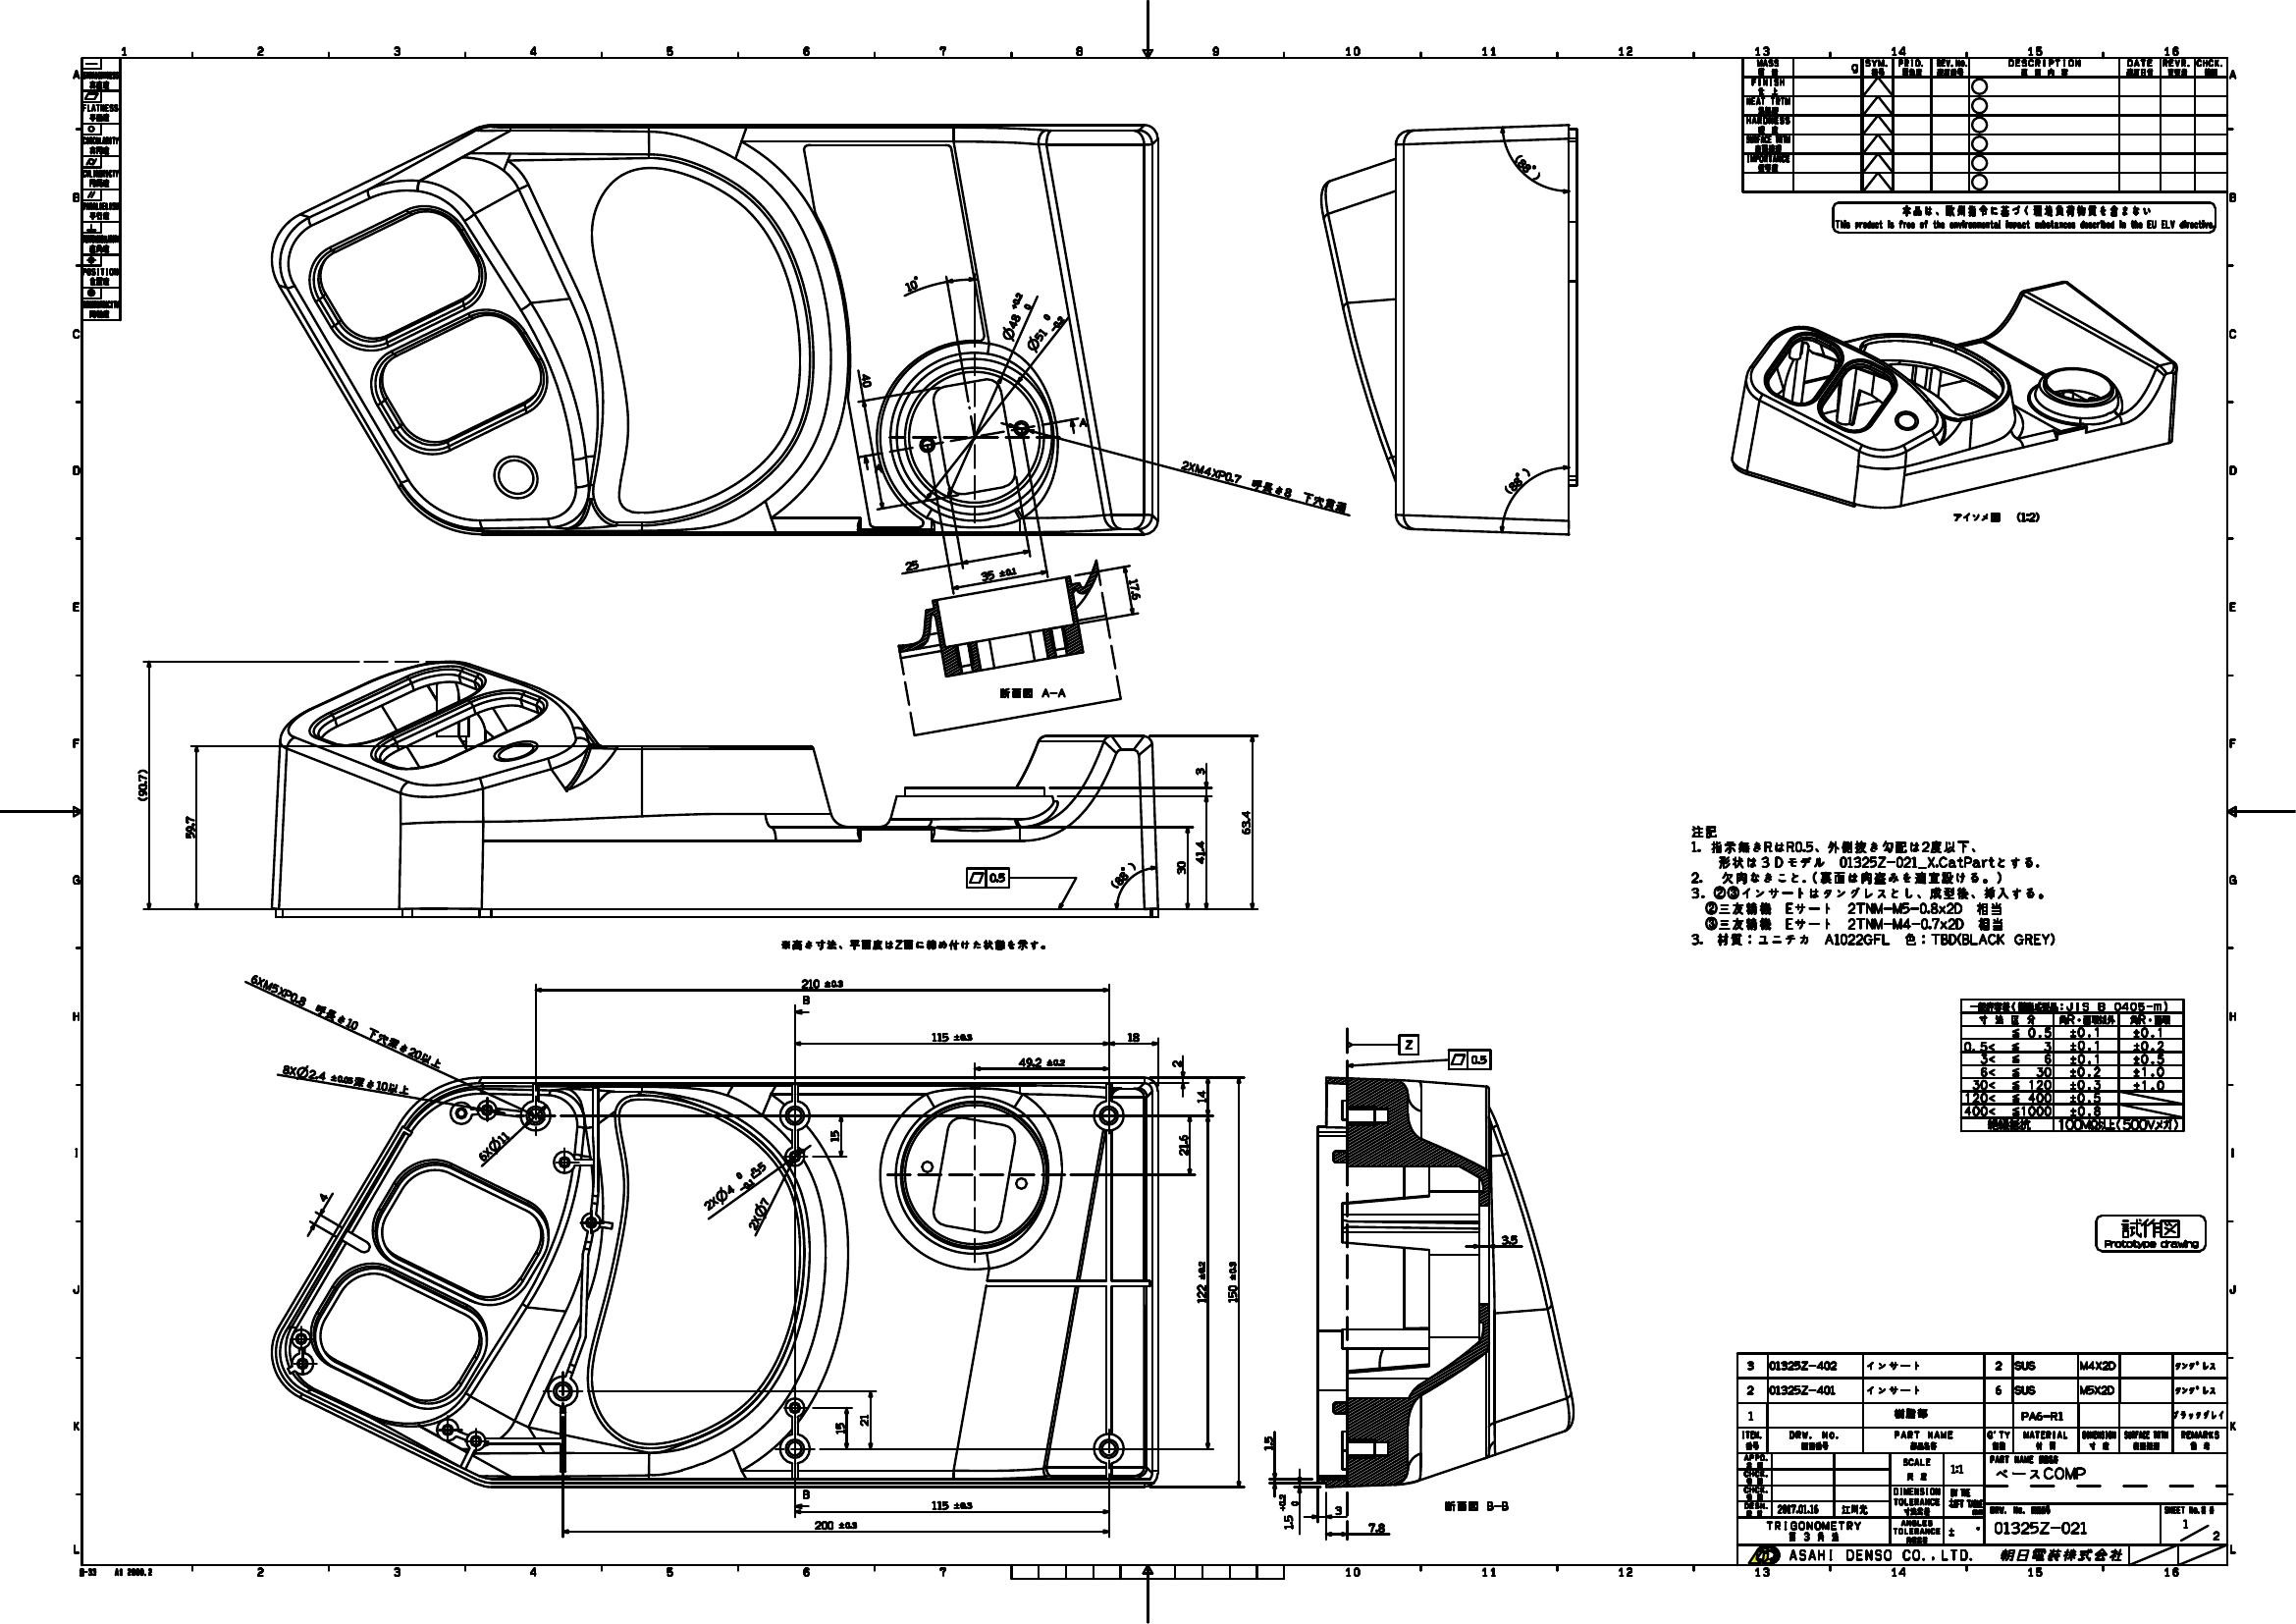 1 2 3 4 5 6 7 8 9 10 11 12 13 14 15 16
A
B
C
D
E
F
G
H
I
J
K
L
FLATNESS
平面度
CIRCULARITY
POSITION
MASS
g
SYM.
PRIO.
REV. No.
DESCRIPTION
DATE
REVR.
CHCK.
FINISH
HEAT TRTM
HARDNESS
SURFACE TRTM
IMPORTANCE
本品は、欧州指令に基づく環境負荷物質を含まない
This product is free of the environmental impact substances described in the EU ELV directive.
アイソメ図 (1:2)
10°
Ø48 +0.2 0
Ø51 0 -0.2
40
A
2XM4XP0.7 呼長さ8 下穴貫通
25
35 ±0.1
17.6
断面図 A-A
(88°)
(88°)
(90.7)
59.7
3
41.4
30
63.4
(88°)
0.5
※高さ寸法、平面度はZ面に締め付けた状態を示す。
注記
1. 指示無きRはR0.5、外側抜き勾配は2度以下、
形状は3Dモデル 01325Z-021_X.CatPartとする.
2. 欠肉なきこと.(裏面は肉盗みを適宜設ける。)
3. ②③インサートはタングレスとし、成型後、挿入する。
②三友精機 Eサート 2TNM-M5-0.8x2D 相当
③三友精機 Eサート 2TNM-M4-0.7x2D 相当
3. 材質：ユニチカ A1022GFL 色：TBD(BLACK GREY)
6XM5XP0.8 呼長さ10 下穴深さ20以上
8XØ2.4 ±0.05 深さ10以上
6XØ11
2XØ7
210 ±0.3
B
115 ±0.3
18
49.2 ±0.2
2
14
15
21.6
4
122 ±0.2
150 ±0.3
15
21
B
115 ±0.3
200 ±0.3
Z
0.5
3.5
1.5
1.5 +0.2 0
3
7.8
断面図 B-B
JIS B 0405-m)
寸法区分
≦ 0.5 ±0.1 ±0.1
0.5< ≦ 3 ±0.1 ±0.2
3< ≦ 6 ±0.1 ±0.5
6< ≦ 30 ±0.2 ±1.0
30< ≦ 120 ±0.3 ±1.0
120< ≦ 400 ±0.5
400< ≦1000 ±0.8
絶縁抵抗 100MΩ以上(500Vメガ)
試作図
Prototype drawing
3 01325Z-402 インサート 2 SUS M4X2D タングレス
2 01325Z-401 インサート 6 SUS M5X2D タングレス
1 樹脂部 PA6-R1 ブラックグレイ
ITEM. DRW. No. PART NAME Q'TY MATERIAL DIMENSION SURFACE TRTM REMARKS
APPD.
CHCK.
CHCK.
DESN. 2017.01.16
SCALE 1:1
PART NAME
ベースCOMP
DIMENSION TOLERANCE
ANGLES TOLERANCE ± °
DRW. No.
01325Z-021
SHEET No.
1/2
TRIGONOMETRY
第3角法
ASAHI DENSO CO.,LTD. 朝日電装株式会社